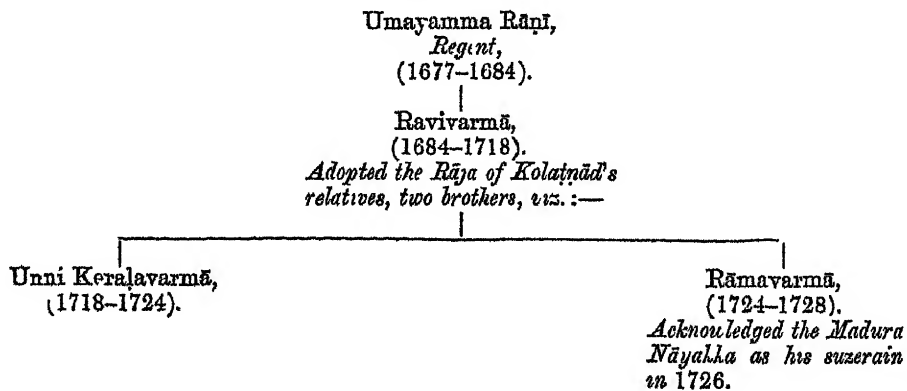 Umayamma Rāṇī,
Regent,
(1677–1684).
Ravivarmā,
(1684–1718).
Adopted the Rāja of Kolaṭṇāḍ's
relatives, two brothers, viz.:—
Unni Keraḷavarmā,
(1718–1724).
Rāmavarmā,
(1724–1728).
Acknowledged the Madura
Nāyakka as his suzerain
in 1726.